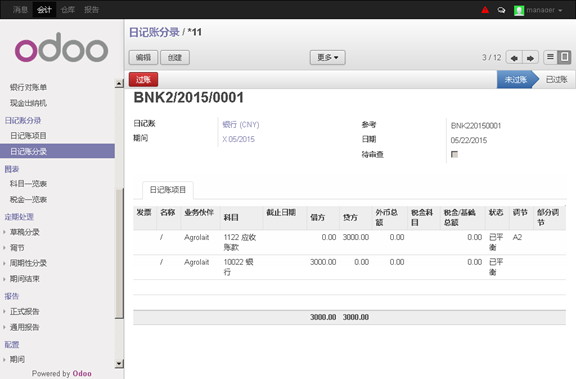 消息 会计 仓库 报告 manager
odoo
日记账分录 / *11
编辑 创建 更多 3 / 12
过账 未过账 已过账
银行对账单
现金出纳机
日记账分录
日记账项目
日记账分录
图表
科目一览表
税金一览表
定期处理
草稿分录
调节
周期性分录
期间结束
报告
正式报告
通用报告
配置
期间
Powered by Odoo
BNK2/2015/0001
日记账 银行 (CNY) 参考 BNK220150001
期间 X 05/2015 日期 05/22/2015
待审查
日记账项目
发票 名称 业务伙伴 科目 截止日期 借方 贷方 外币总额 税金科目 税金/基础总额 状态 调节 部分调节
/ Agrolait 1122 应收账款 0.00 3000.00 0.00 0.00 已平衡 A2
/ Agrolait 10022 银行 3000.00 0.00 0.00 0.00 已平衡
3000.00 3000.00